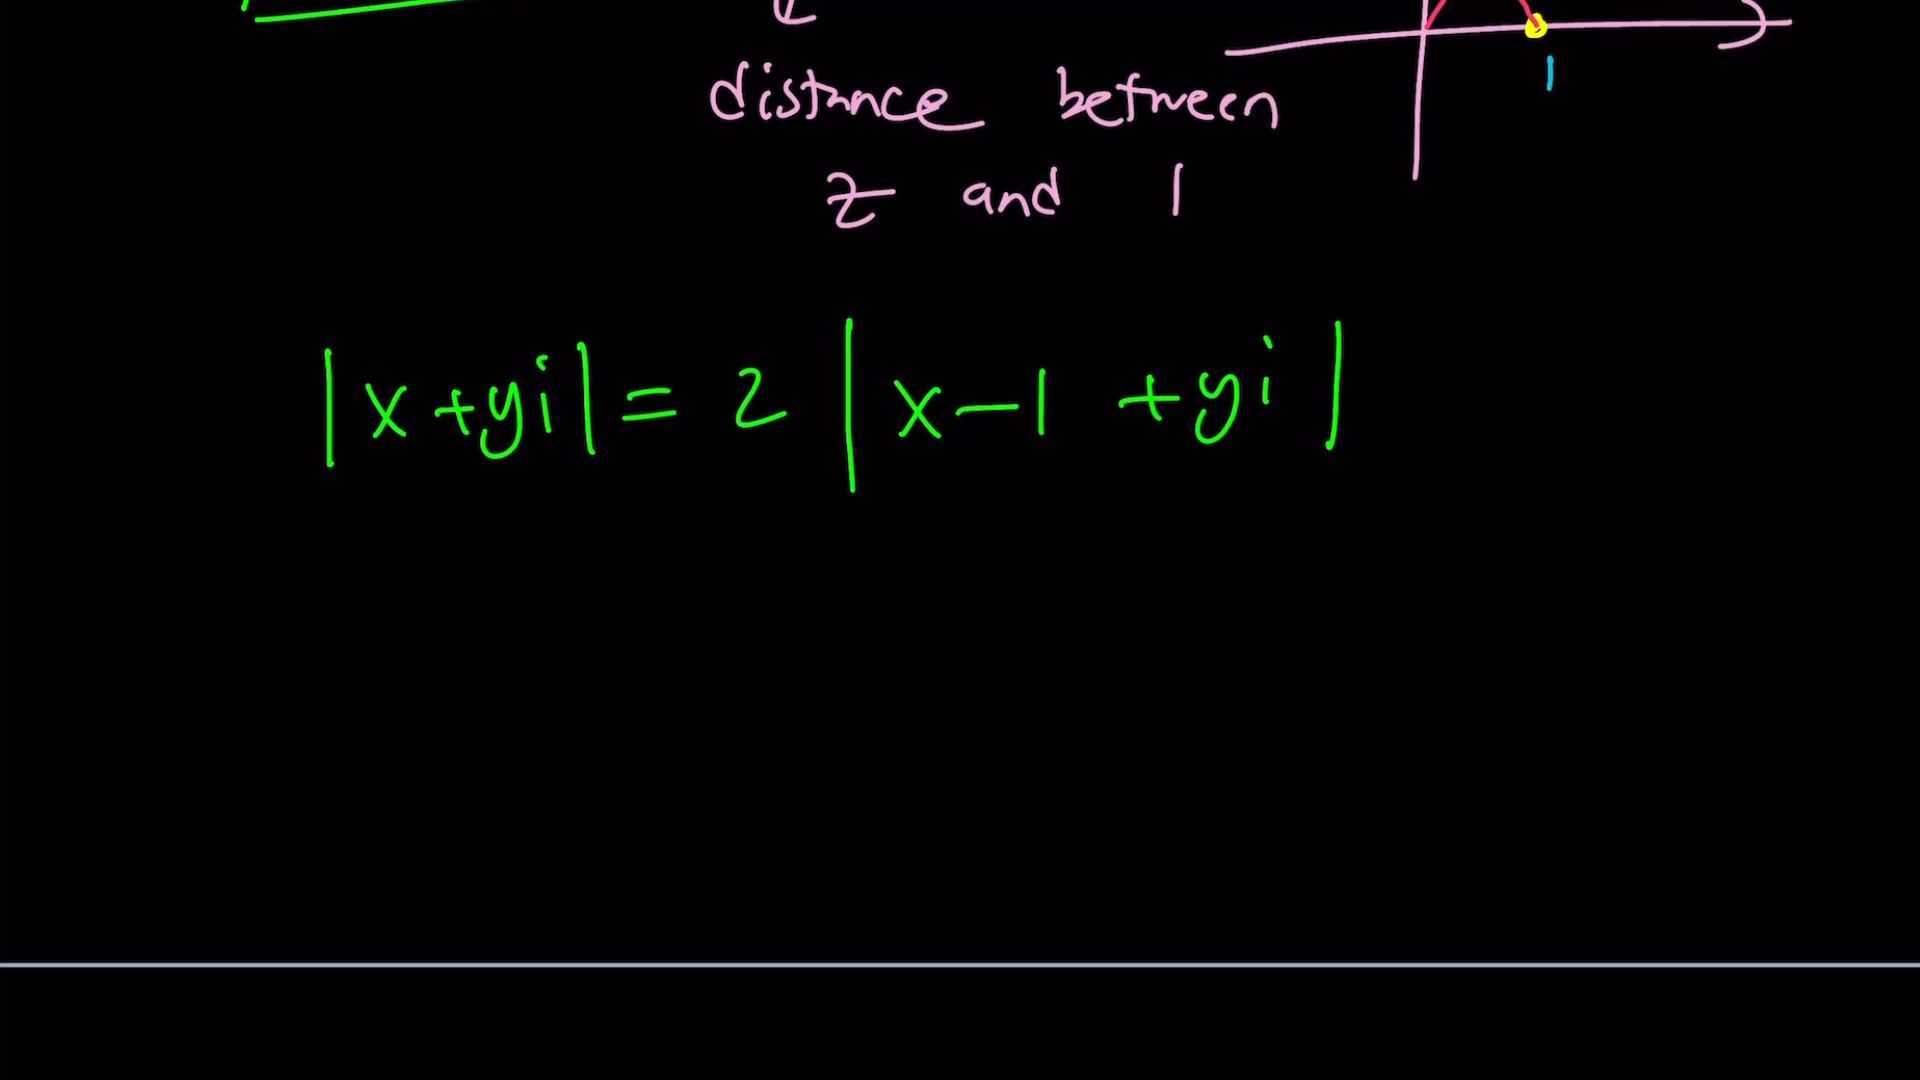 distance between
1
z and 1
|x+yi| = 2 |x-1 +yi|